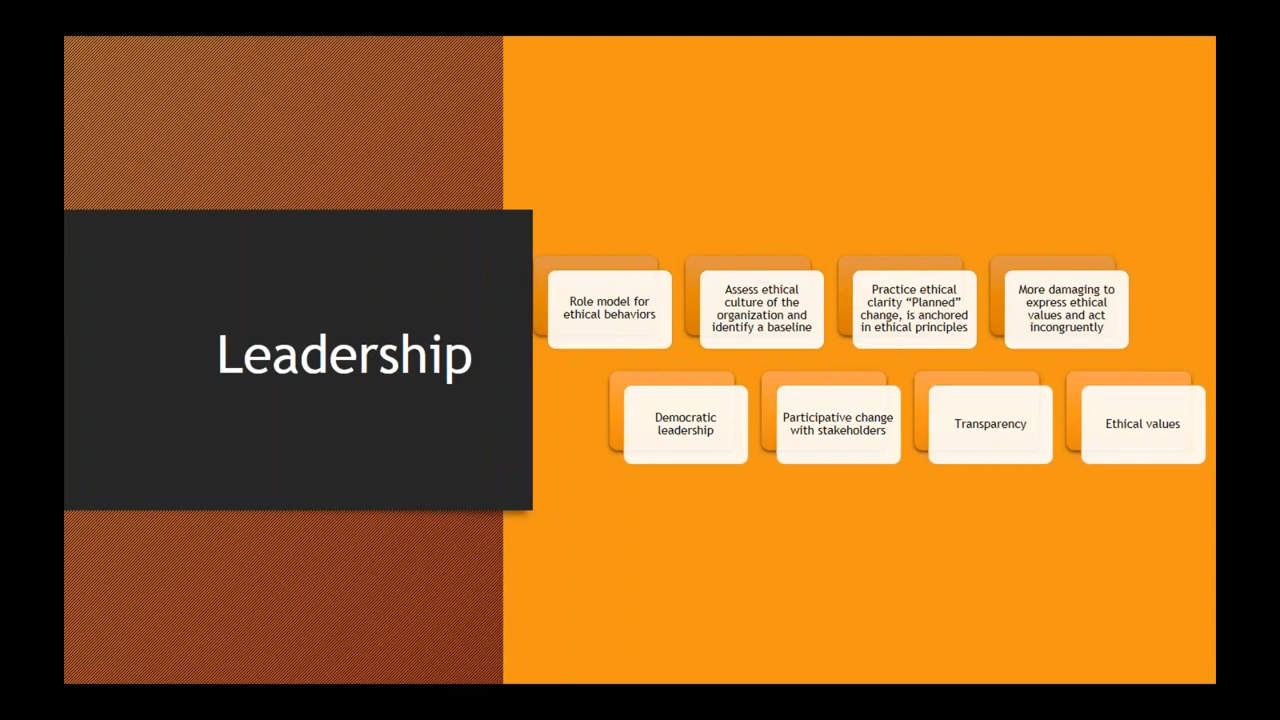 Leadership
Role model for
ethical behaviors
Assess ethical
culture of the
organization and
identify a baseline
Practice ethical
clarity “Planned”
change, is anchored
in ethical principles
More damaging to
express ethical
values and act
incongruently
Democratic
leadership
Participative change
with stakeholders
Transparency
Ethical values